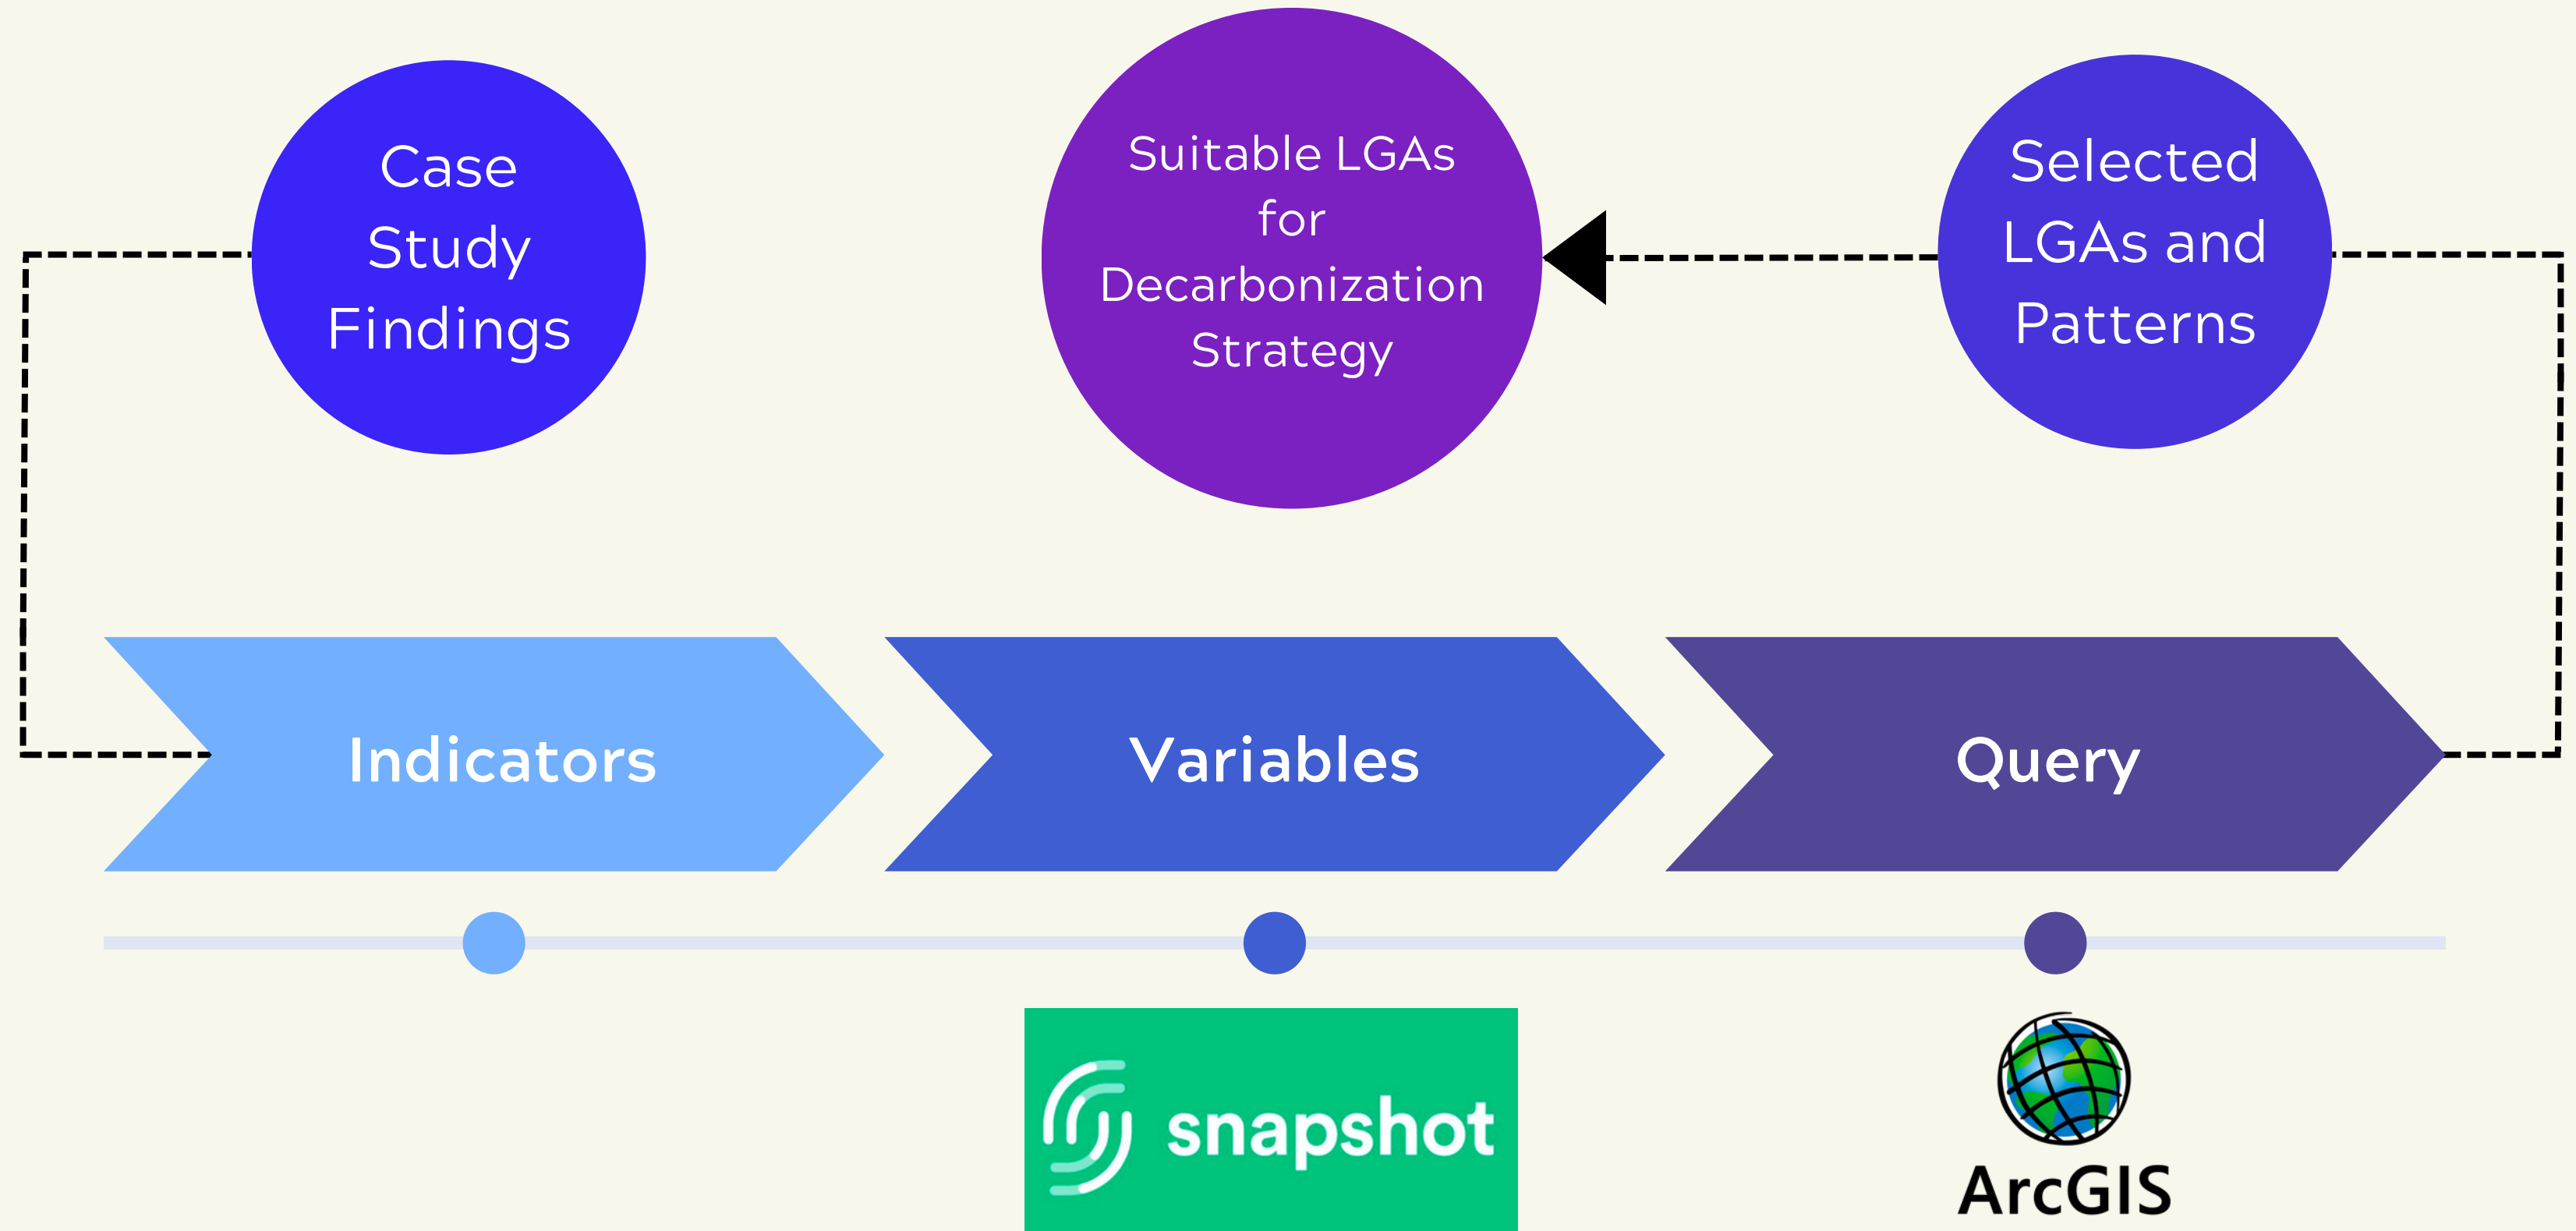 Case
Study
Findings
Suitable LGAs
for
Decarbonization
Strategy
Selected
LGAs and
Patterns
Indicators
Variables
Query
snapshot
ArcGIS